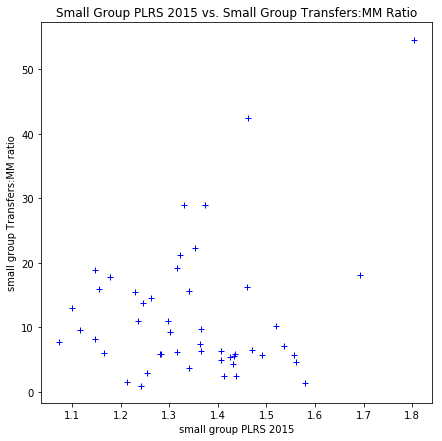 Small Group PLRS 2015 vs. Small Group Transfers:MM Ratio
small group Transfers:MM ratio
50
40
30
20
10
0
1.1 1.2 1.3 1.4 1.5 1.6 1.7 1.8
small group PLRS 2015